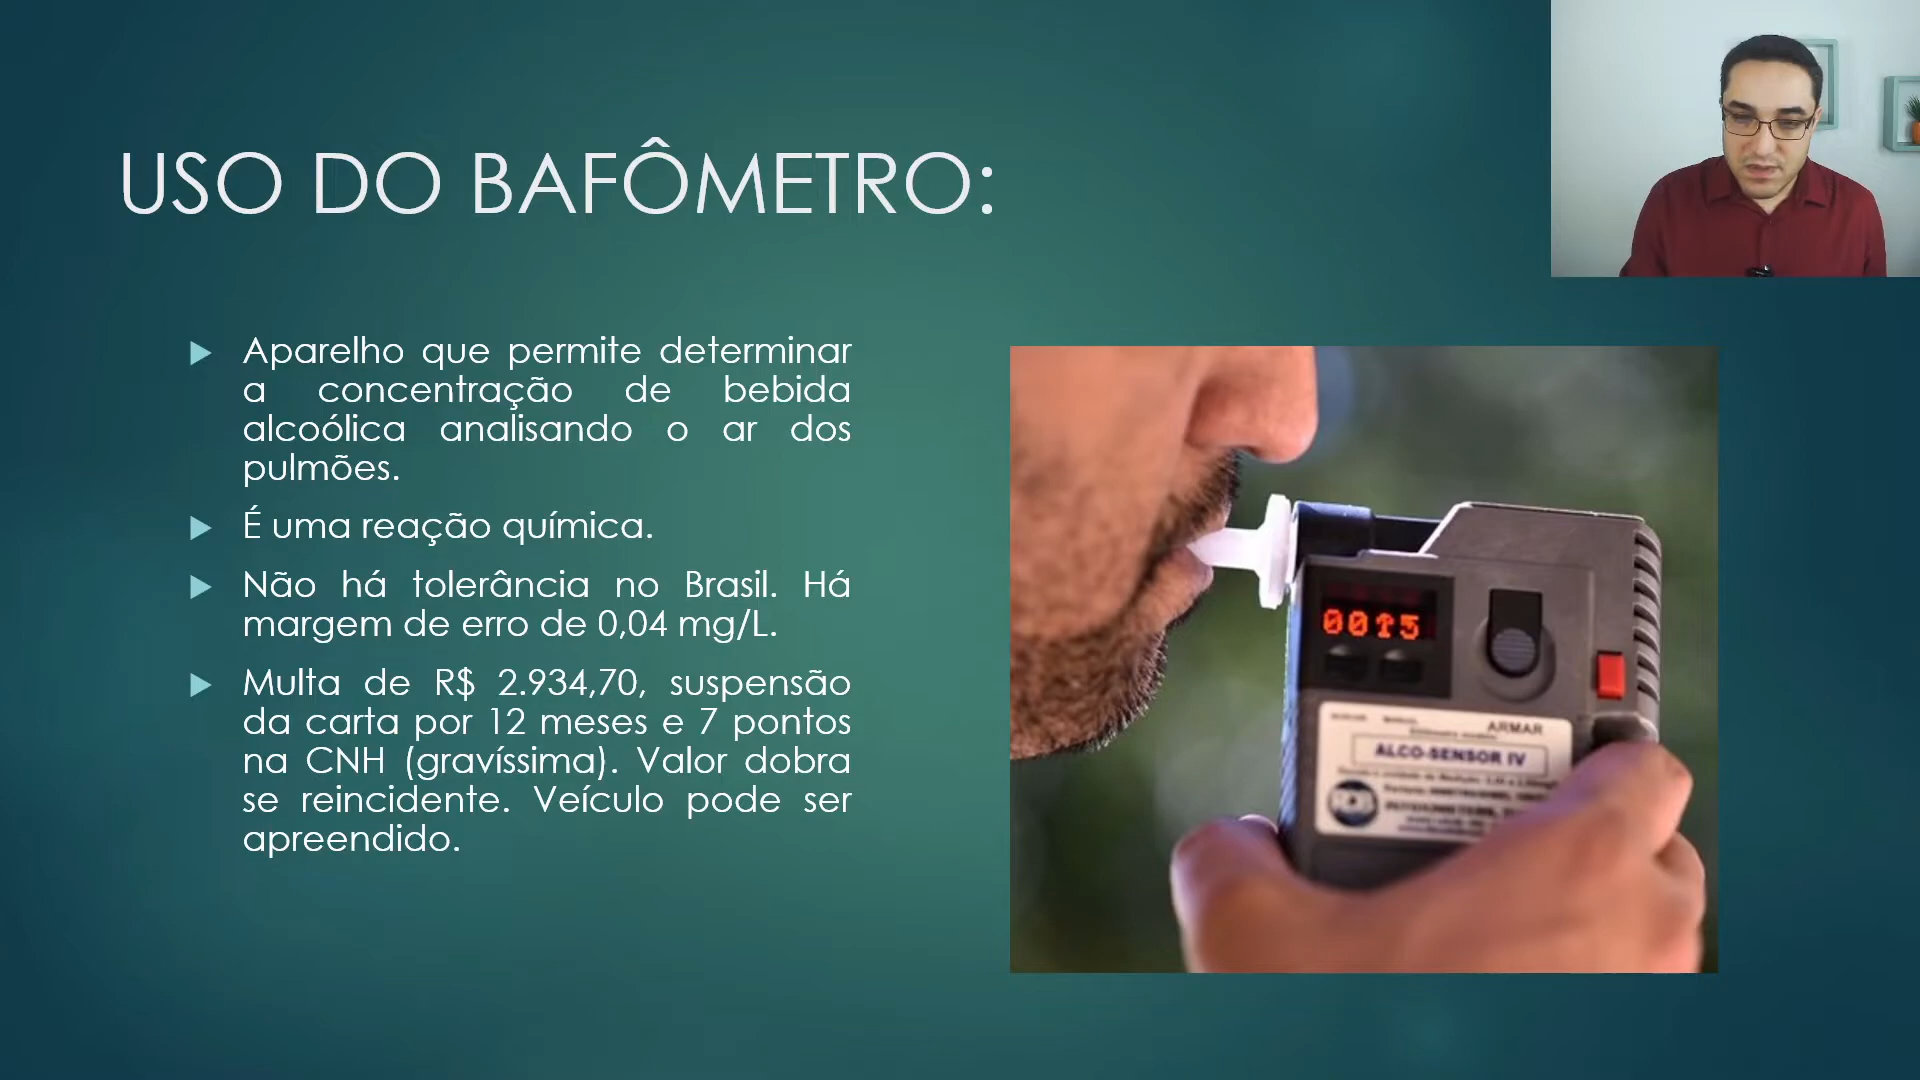 USO DO BAFÔMETRO:
Aparelho que permite determinar
a concentração de bebida
alcoólica analisando o ar dos
pulmões.
É uma reação química.
Não há tolerância no Brasil. Há
margem de erro de 0,04 mg/L.
Multa de R$ 2.934,70, suspensão
da carta por 12 meses e 7 pontos
na CNH (gravíssima). Valor dobra
se reincidente. Veículo pode ser
apreendido.
ARMAR
ALCO-SENSOR IV